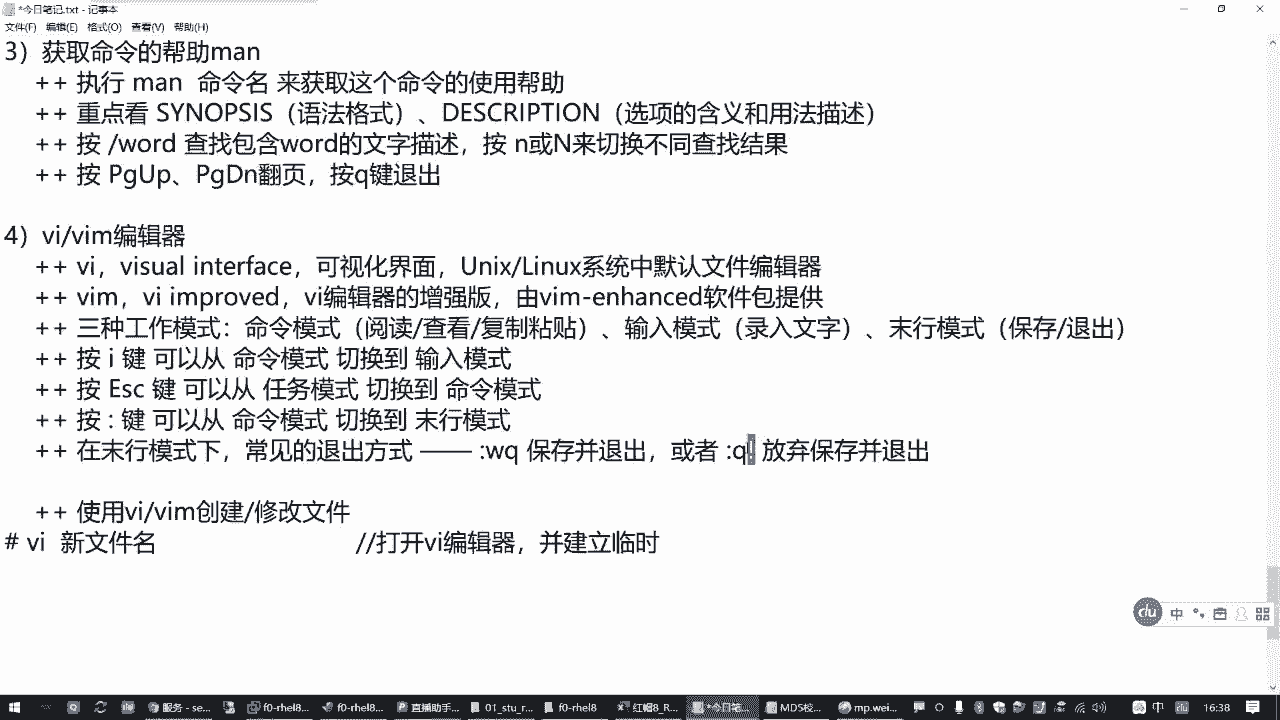 *今日笔记.txt - 记事本
文件(F) 编辑(E) 格式(O) 查看(V) 帮助(H)
3）获取命令的帮助man
++ 执行 man 命令名 来获取这个命令的使用帮助
++ 重点看 SYNOPSIS（语法格式）、DESCRIPTION（选项的含义和用法描述）
++ 按 /word 查找包含word的文字描述，按 n或N来切换不同查找结果
++ 按 PgUp、PgDn翻页，按q键退出
4）vi/vim编辑器
++ vi，visual interface，可视化界面，Unix/Linux系统中默认文件编辑器
++ vim，vi improved，vi编辑器的增强版，由vim-enhanced软件包提供
++ 三种工作模式：命令模式（阅读/查看/复制粘贴）、输入模式（录入文字）、末行模式（保存/退出）
++ 按 i 键 可以从 命令模式 切换到 输入模式
++ 按 Esc 键 可以从 任务模式 切换到 命令模式
++ 按 : 键 可以从 命令模式 切换到 末行模式
++ 在末行模式下，常见的退出方式 —— :wq 保存并退出，或者 :q! 放弃保存并退出
++ 使用vi/vim创建/修改文件
# vi 新文件名 //打开vi编辑器，并建立临时
du 中
服务 - se... f0-rhel8... f0-rhel8... 直播助手... 01_stu_r... f0-rhel8 红帽8_R... *今日笔... MD5校... mp.wei... 中 16:38